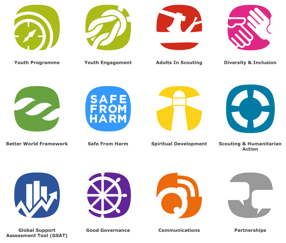 Youth Programme
Youth Engagement
Adults In Scouting
Diversity & Inclusion
SAFE
FROM
HARM
Better World Framework
Safe From Harm
Spiritual Development
Scouting & Humanitarian
Action
Global Support
Assessment Tool (GSAT)
Good Governance
Communications
Partnerships